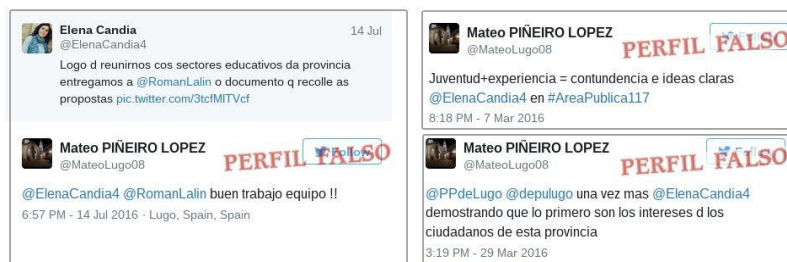 Elena Candia
14 Jul
@ElenaCandia4
Logo d reunirnos cos sectores educativos da provincia
entregamos a @RomanLalin o documento q recolle as
propostas pic.twitter.com/3tcfMlTVcf
Mateo PIÑEIRO LOPEZ
@MateoLugo08
Follow
PERFIL FALSO
@ElenaCandia4 @RomanLalin buen trabajo equipo !!
6:57 PM - 14 Jul 2016 · Lugo, Spain, Spain
Mateo PIÑEIRO LOPEZ
@MateoLugo08
PERFIL FALSO
Juventud+experiencia = contundencia e ideas claras
@ElenaCandia4 en #AreaPublica117
8:18 PM - 7 Mar 2016
Mateo PIÑEIRO LOPEZ
@MateoLugo08
PERFIL FALSO
@PPdeLugo @depulugo una vez mas @ElenaCandia4
demostrando que lo primero son los intereses d los
ciudadanos de esta provincia
3:19 PM - 29 Mar 2016